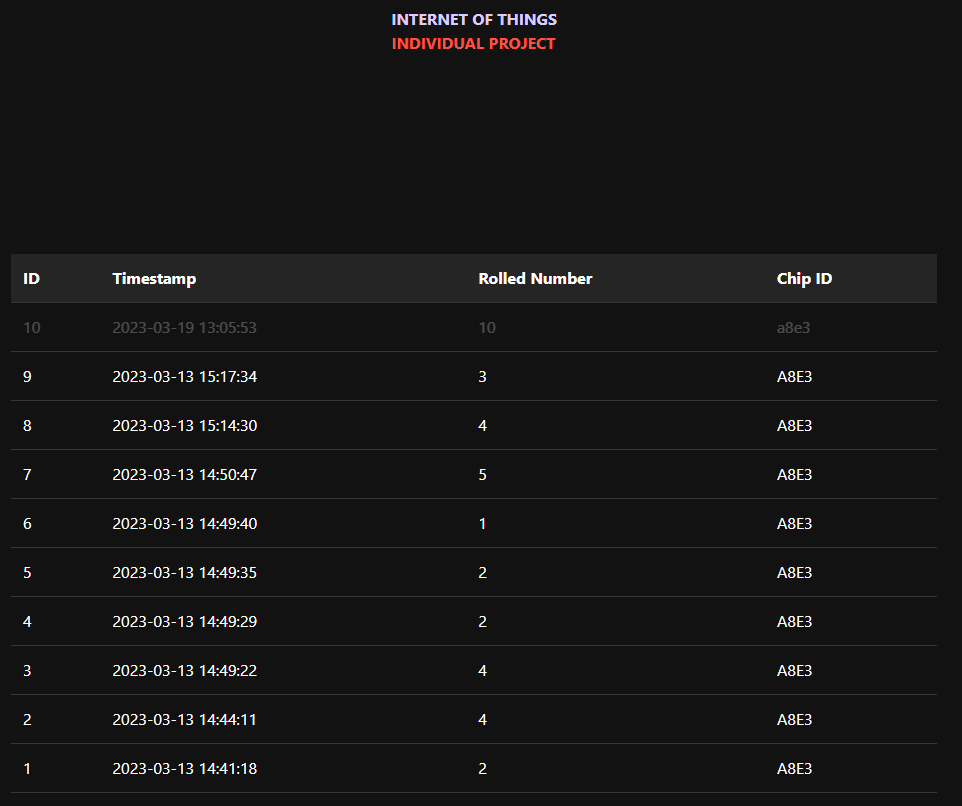 INTERNET OF THINGS
INDIVIDUAL PROJECT
ID Timestamp Rolled Number Chip ID
10 2023-03-19 13:05:53 10 a8e3
9 2023-03-13 15:17:34 3 A8E3
8 2023-03-13 15:14:30 4 A8E3
7 2023-03-13 14:50:47 5 A8E3
6 2023-03-13 14:49:40 1 A8E3
5 2023-03-13 14:49:35 2 A8E3
4 2023-03-13 14:49:29 2 A8E3
3 2023-03-13 14:49:22 4 A8E3
2 2023-03-13 14:44:11 4 A8E3
1 2023-03-13 14:41:18 2 A8E3